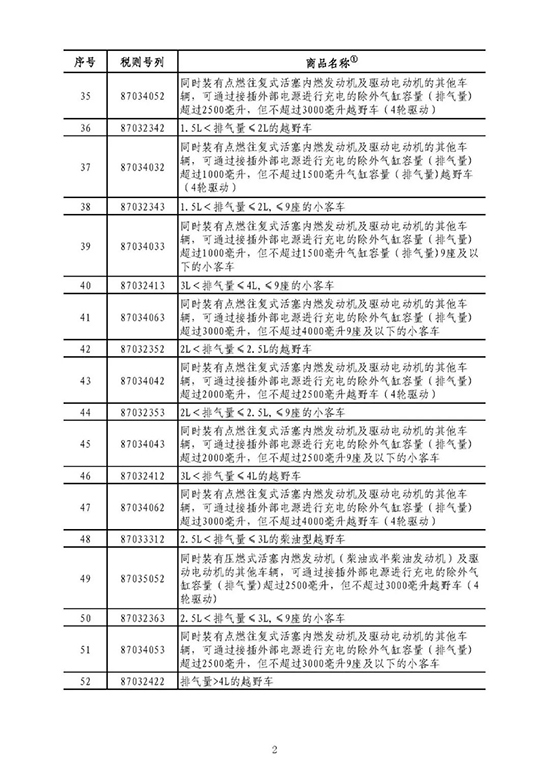 序号 税则号列 商品名称①
35 87034052 同时装有点燃往复式活塞内燃发动机及驱动电动机的其他车
辆，可通过接插外部电源进行充电的除外气缸容量（排气量）
超过2500毫升，但不超过3000毫升越野车（4轮驱动）
36 87032342 1.5L＜排气量≤2L的越野车
37 87034032 同时装有点燃往复式活塞内燃发动机及驱动电动机的其他车
辆，可通过接插外部电源进行充电的除外气缸容量（排气量）
超过1000毫升，但不超过1500毫升气缸容量（排气量)越野车
（4轮驱动）
38 87032343 1.5L＜排气量≤2L,≤9座的小客车
39 87034033 同时装有点燃往复式活塞内燃发动机及驱动电动机的其他车
辆，可通过接插外部电源进行充电的除外气缸容量（排气量）
超过1000毫升，但不超过1500毫升气缸容量（排气量)9座及以
下的小客车
40 87032413 3L＜排气量≤4L,≤9座的小客车
41 87034063 同时装有点燃往复式活塞内燃发动机及驱动电动机的其他车
辆，可通过接插外部电源进行充电的除外气缸容量（排气量）
超过3000毫升，但不超过4000毫升9座及以下的小客车
42 87032352 2L＜排气量≤2.5L的越野车
43 87034042 同时装有点燃往复式活塞内燃发动机及驱动电动机的其他车
辆，可通过接插外部电源进行充电的除外气缸容量（排气量）
超过2000毫升，但不超过2500毫升越野车（4轮驱动）
44 87032353 2L＜排气量≤2.5L,≤9座的小客车
45 87034043 同时装有点燃往复式活塞内燃发动机及驱动电动机的其他车
辆，可通过接插外部电源进行充电的除外气缸容量（排气量）
超过2000毫升，但不超过2500毫升9座及以下的小客车
46 87032412 3L＜排气量≤4L的越野车
47 87034062 同时装有点燃往复式活塞内燃发动机及驱动电动机的其他车
辆，可通过接插外部电源进行充电的除外气缸容量（排气量）
超过3000毫升，但不超过4000毫升越野车（4轮驱动）
48 87033312 2.5L＜排气量≤3L的柴油型越野车
49 87035052 同时装有压燃式活塞内燃发动机（柴油或半柴油发动机）及驱
动电动机的其他车辆，可通过接插外部电源进行充电的除外气
缸容量（排气量)超过2500毫升，但不超过3000毫升越野车（4
轮驱动)
50 87032363 2.5L＜排气量≤3L,≤9座的小客车
51 87034053 同时装有点燃往复式活塞内燃发动机及驱动电动机的其他车
辆，可通过接插外部电源进行充电的除外气缸容量（排气量）
超过2500毫升，但不超过3000毫升9座及以下的小客车
52 87032422 排气量>4L的越野车
2